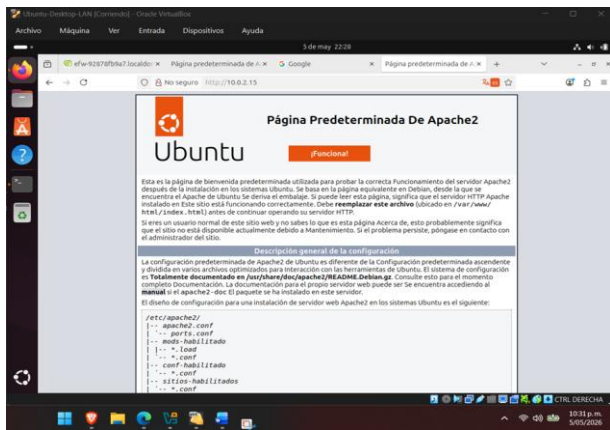 Ubuntu-Desktop-LAN [Corriendo] - Oracle VirtualBox
Archivo Máquina Ver Entrada Dispositivos Ayuda
5 de may 22:29
Página predeterminada de A
Google
Página predeterminada de A
No seguro http://10.0.2.15
Ubuntu
Página Predeterminada De Apache2
¡Funciona!
Esta es la página de bienvenida predeterminada utilizada para probar la correcta Funcionamiento del servidor Apache2
después de la instalación en los sistemas Ubuntu. Se basa en la página equivalente en Debian, desde la que se
encuentra el Apache de Ubuntu Se deriva el embalaje. Si puede leer esta página, significa que el servidor HTTP Apache
instalado en Este sitio está funcionando correctamente. Debe reemplazar este archivo (ubicado en /var/www/
html/index.html) antes de continuar operando su servidor HTTP.
Si eres un usuario normal de este sitio web y no sabes lo que es esta página Acerca de, esto probablemente significa
que el sitio no está disponible actualmente debido a Mantenimiento. Si el problema persiste, póngase en contacto con
el administrador del sitio.
Descripción general de la configuración
La configuración predeterminada de Apache2 de Ubuntu es diferente de la Configuración predeterminada ascendente
y dividida en varios archivos optimizados para Interacción con las herramientas de Ubuntu. El sistema de configuración
es Totalmente documentado en /usr/share/doc/apache2/README.Debian.gz. Consulte esto para el momento
completo Documentación. La documentación para el propio servidor web puede ser Se encuentra accediendo al
manual si el apache2-doc El paquete se ha instalado en este servidor.
El diseño de configuración para una instalación de servidor web Apache2 en los sistemas Ubuntu es el siguiente:
/etc/apache2/
|-- apache2.conf
| `-- ports.conf
|-- mods-habilitado
| |-- *.load
| `-- *.conf
|-- conf-habilitado
| `-- *.conf
|-- sitios-habilitados
| `-- *.conf
CTRL DERECHA
10:31 p.m.
5/05/2026